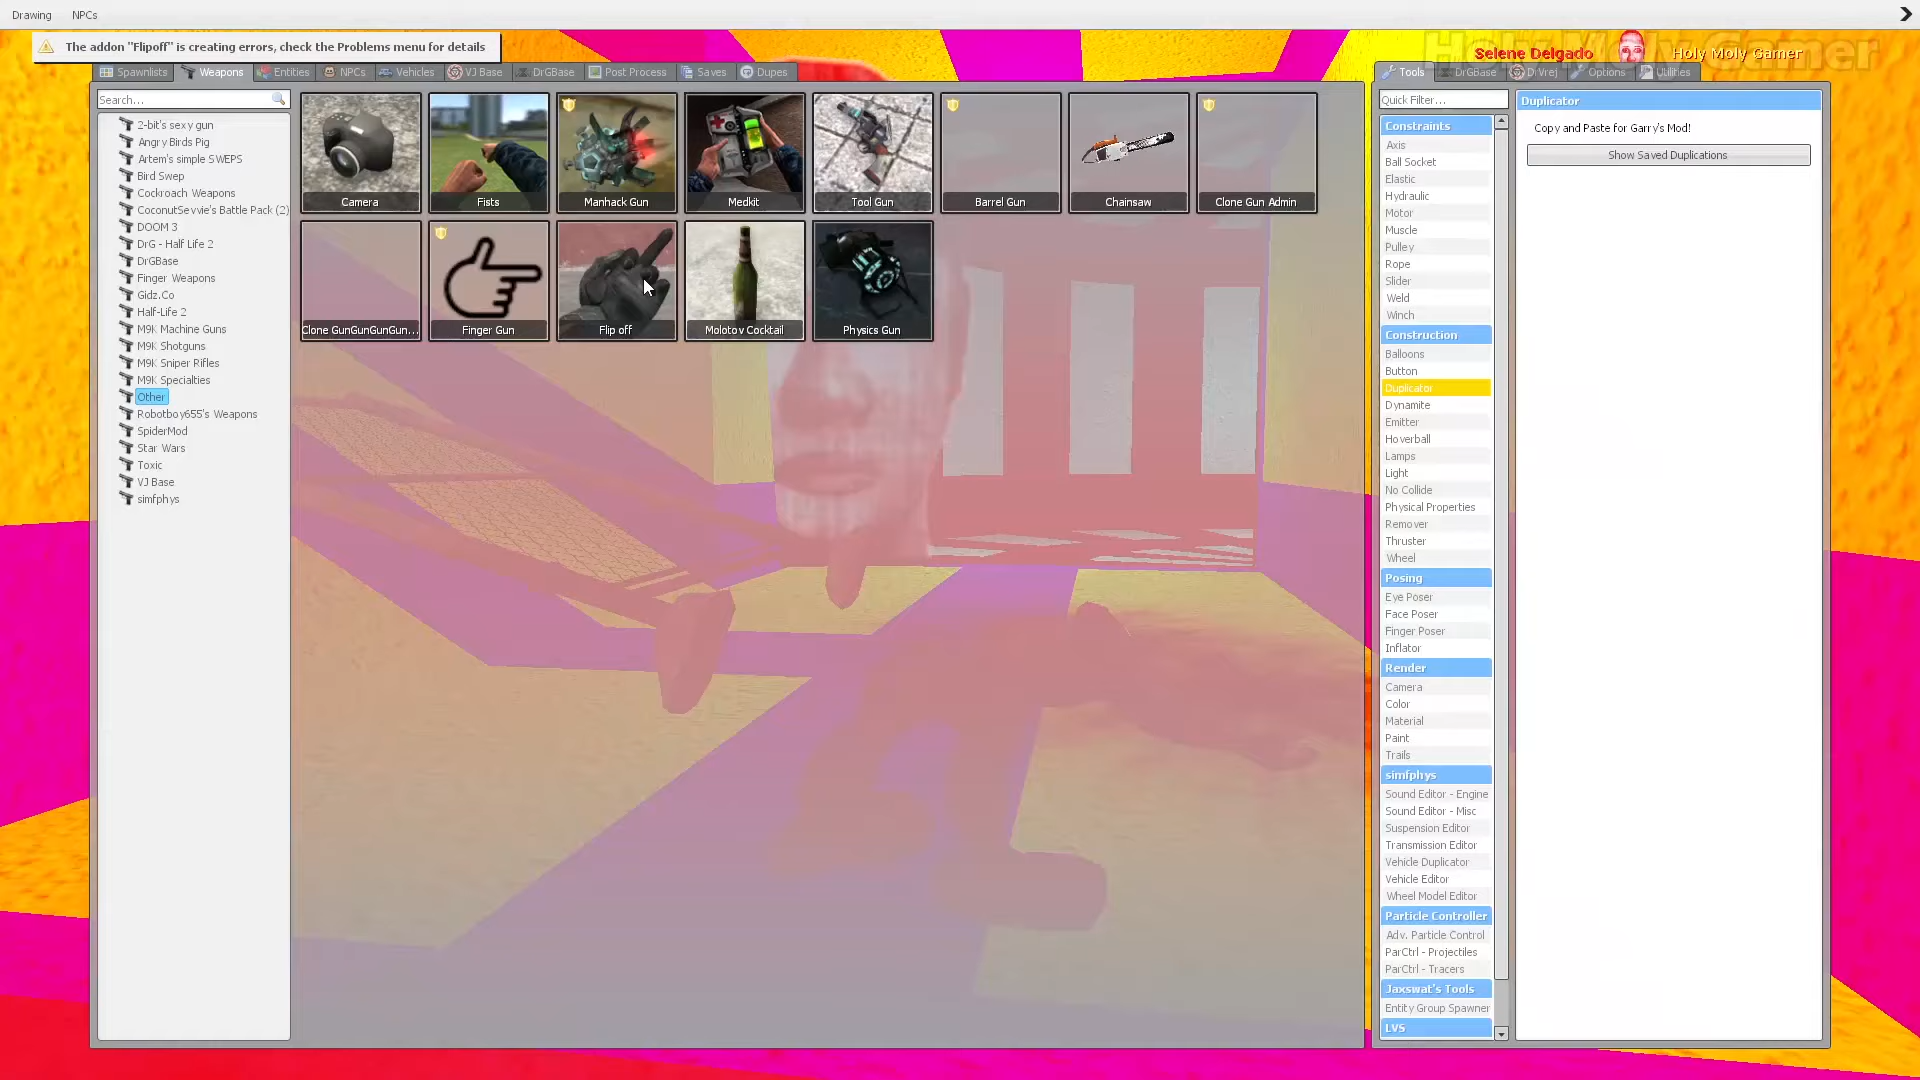 Drawing NPCs
The addon "Flipoff" is creating errors, check the Problems menu for details
Holy Moly Gamer
Selene Delgado Holy Moly Gamer
Spawnlists Weapons Entities NPCs Vehicles VJ Base DrGBase Post Process Saves Dupes
Search...
2-bit's sexy gun
Angry Birds Pig
Artem's simple SWEPS
Bird Swep
Cockroach Weapons
CoconutSevvie's Battle Pack (2)
DOOM 3
DrG - Half Life 2
DrGBase
Finger Weapons
Gidz.Co
Half-Life 2
M9K Machine Guns
M9K Shotguns
M9K Sniper Rifles
M9K Specialties
Other
Robotboy655's Weapons
SpiderMod
Star Wars
Toxic
VJ Base
simfphys
Camera
Fists
Manhack Gun
Medkit
Tool Gun
Barrel Gun
Chainsaw
Clone Gun Admin
Clone GunGunGunGun...
Finger Gun
Flip off
Molotov Cocktail
Physics Gun
Tools DrGBase DrVrej Options Utilities
Quick Filter...
Constraints
Axis
Ball Socket
Elastic
Hydraulic
Motor
Muscle
Pulley
Rope
Slider
Weld
Winch
Construction
Balloons
Button
Duplicator
Dynamite
Emitter
Hoverball
Lamps
Light
No Collide
Physical Properties
Remover
Thruster
Wheel
Posing
Eye Poser
Face Poser
Finger Poser
Inflator
Render
Camera
Color
Material
Paint
Trails
simfphys
Sound Editor - Engine
Sound Editor - Misc
Suspension Editor
Transmission Editor
Vehicle Duplicator
Vehicle Editor
Wheel Model Editor
Particle Controller
Adv. Particle Control
ParCtrl - Projectiles
ParCtrl - Tracers
Jaxswat's Tools
Entity Group Spawner
LVS
Duplicator
Copy and Paste for Garry's Mod!
Show Saved Duplications